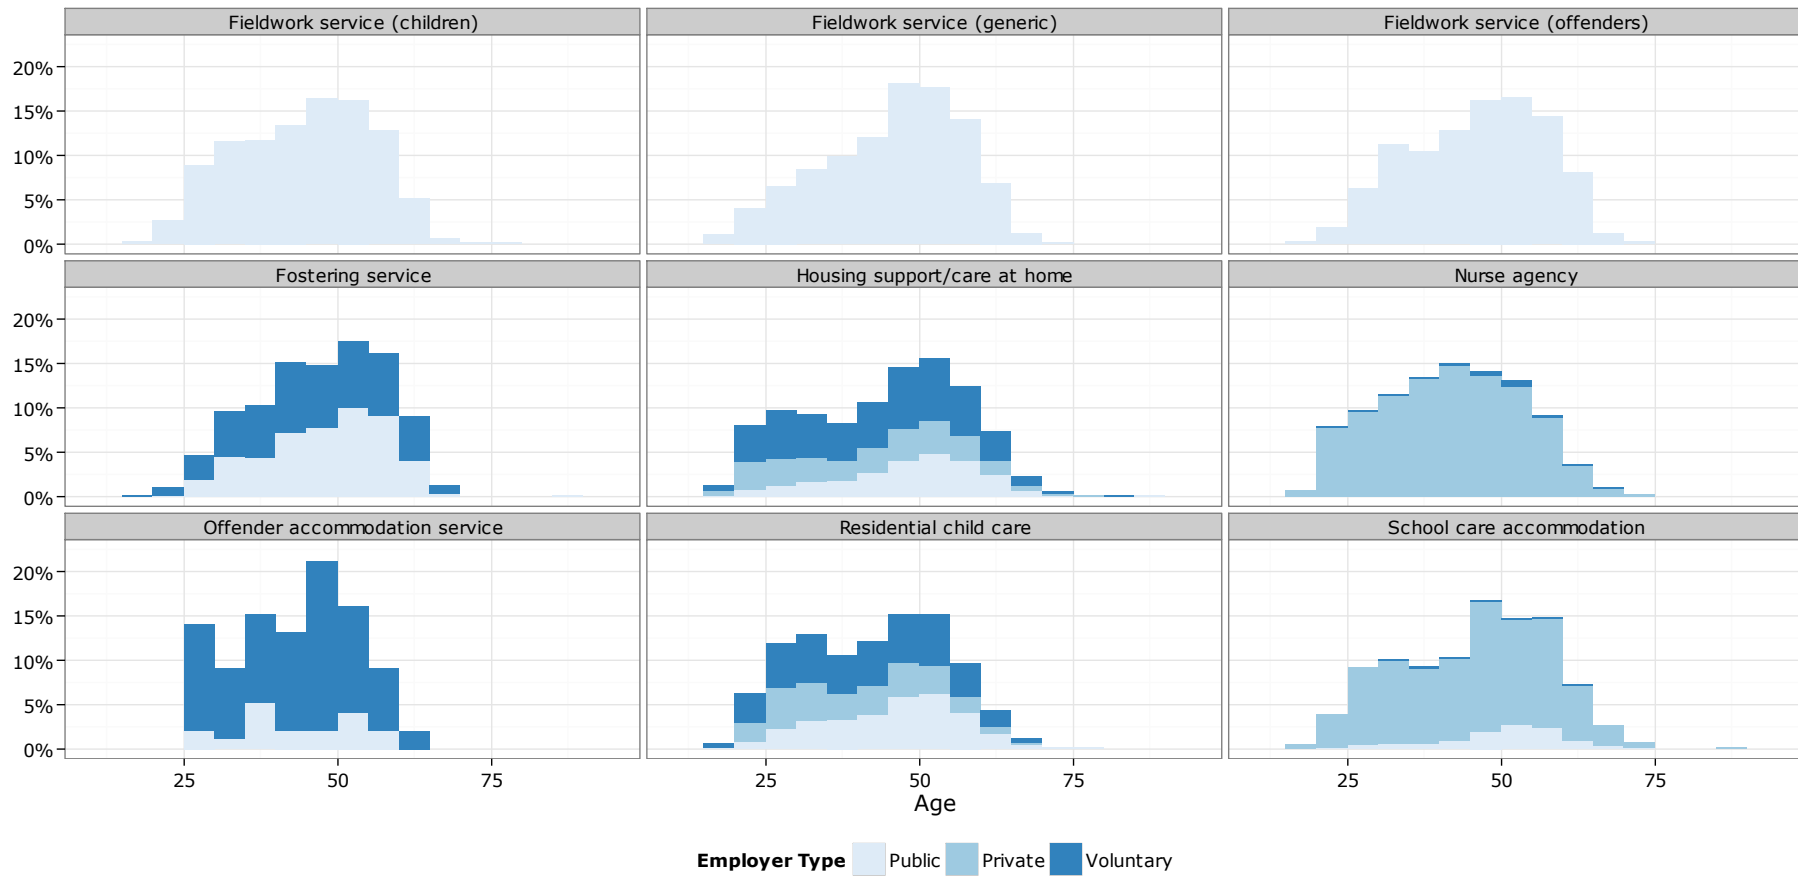 Fieldwork service (children) Fieldwork service (generic) Fieldwork service (offenders)
20%
15%
10%
5%
0%
Fostering service Housing support/care at home Nurse agency
20%
15%
10%
5%
0%
Offender accommodation service Residential child care School care accommodation
20%
15%
10%
5%
0%
25 50 75 25 50 75 25 50 75
Age
Employer Type Public Private Voluntary